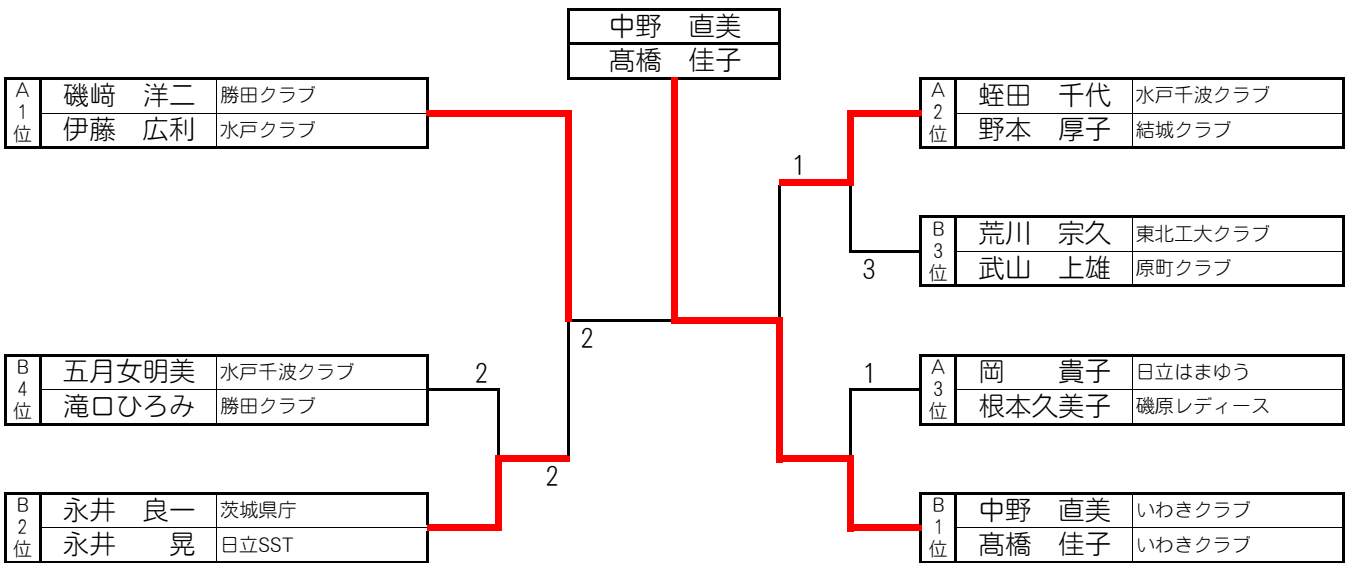 中野　直美
髙橋　佳子
A1位
磯﨑　洋二 勝田クラブ
伊藤　広利 水戸クラブ
B4位
五月女明美 水戸千波クラブ
滝口ひろみ 勝田クラブ
2
B2位
永井　良一 茨城県庁
永井　　晃 日立SST
2
2
A2位
蛭田　千代 水戸千波クラブ
野本　厚子 結城クラブ
1
B3位
荒川　宗久 東北工大クラブ
武山　上雄 原町クラブ
3
A3位
岡　　貴子 日立はまゆう
根本久美子 磯原レディース
1
B1位
中野　直美 いわきクラブ
髙橋　佳子 いわきクラブ